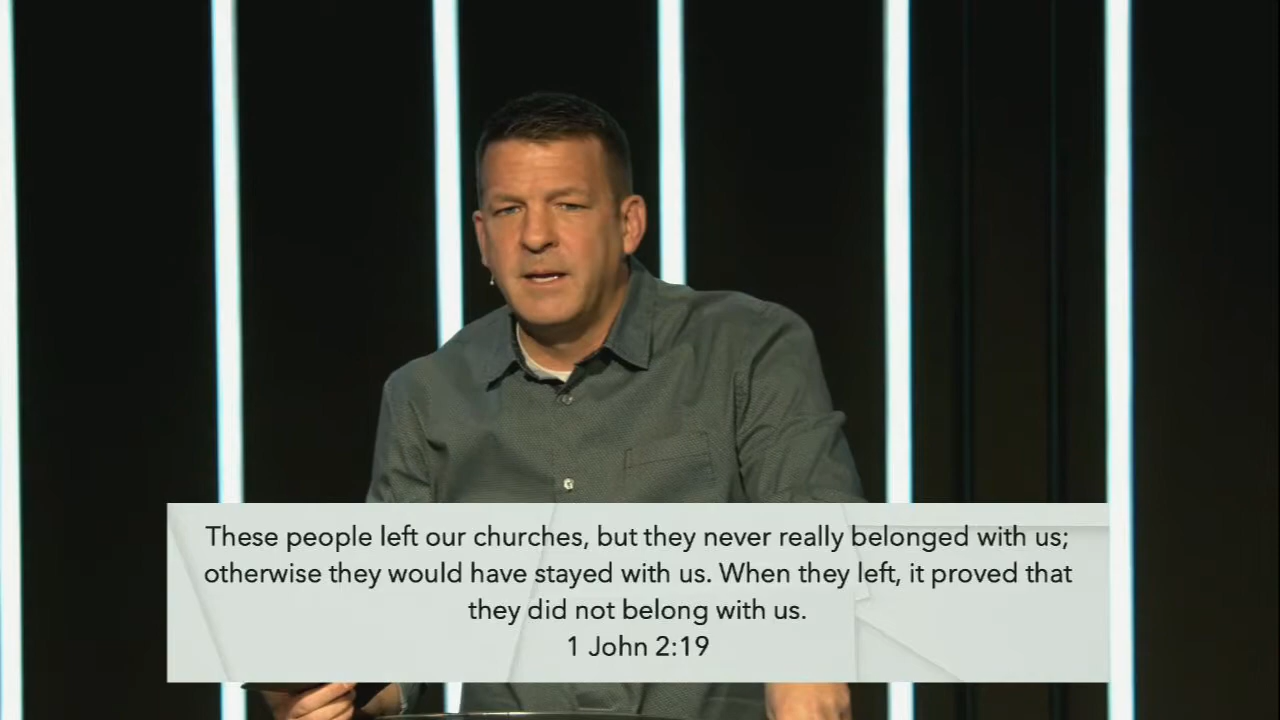 These people left our churches, but they never really belonged with us;
otherwise they would have stayed with us. When they left, it proved that
they did not belong with us.
1 John 2:19